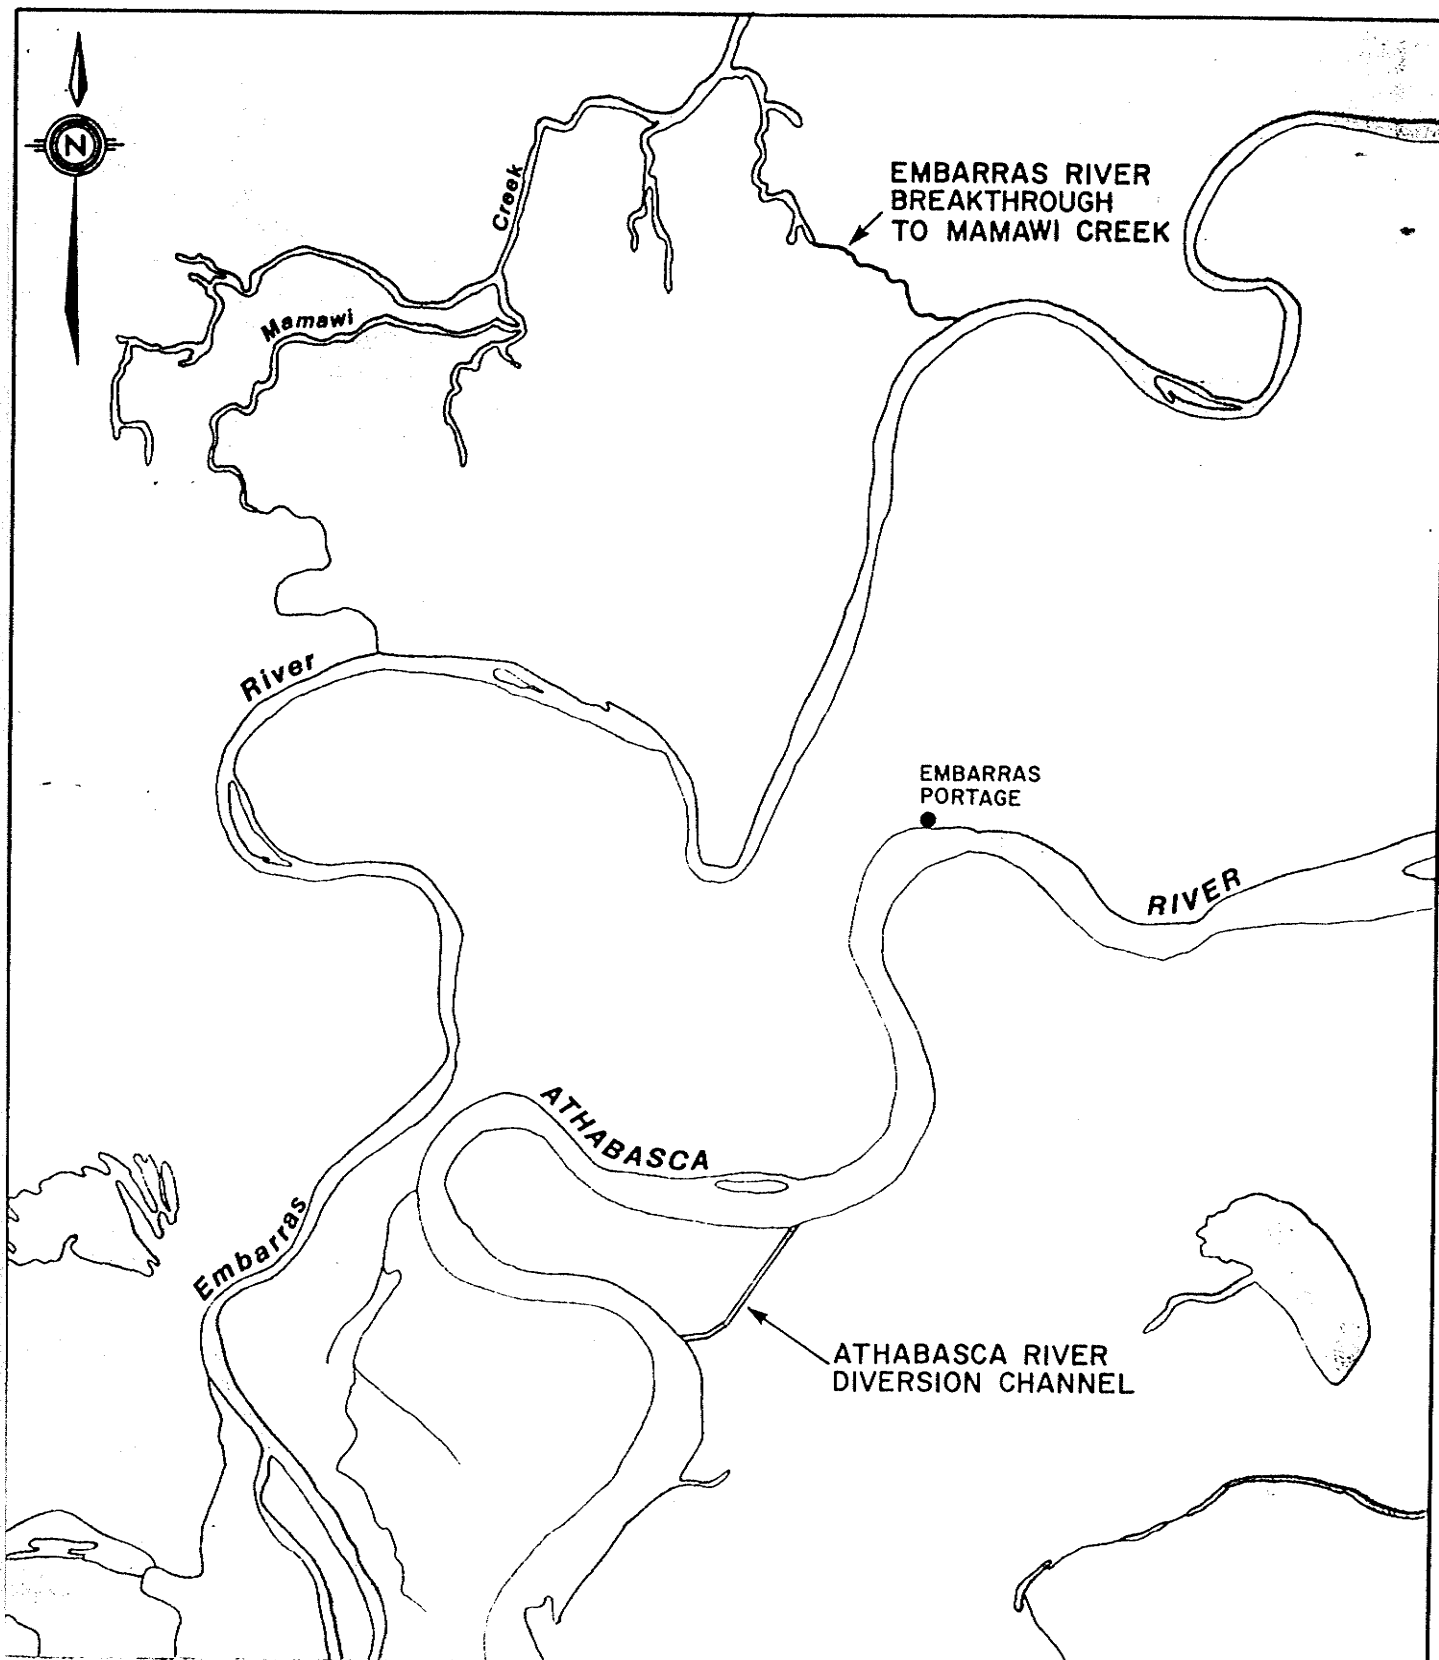 N
Creek
EMBARRAS RIVER
BREAKTHROUGH
TO MAMAWI CREEK
Mamawi
River
EMBARRAS
PORTAGE
RIVER
ATHABASCA
Embarras
ATHABASCA RIVER
DIVERSION CHANNEL